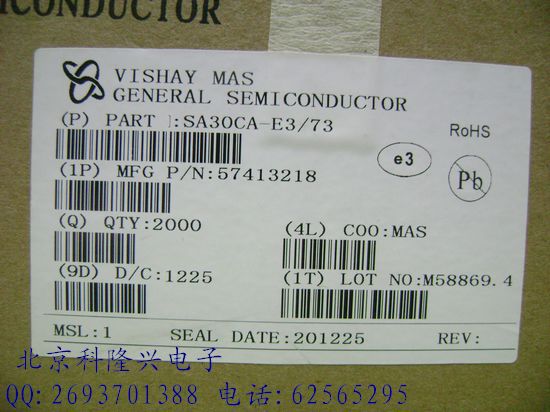 ICONDUCTOR
VISHAY MAS
GENERAL SEMICONDUCTOR
(P) PART :SA30CA-E3/73
RoHS
(1P) MFG P/N:57413218
e3
Pb
(Q) QTY:2000
(4L) COO:MAS
(9D) D/C:1225
(1T) LOT NO:M58869.4
MSL:1 SEAL DATE:201225 REV:
北京科隆兴电子
QQ: 2693701388 电话: 62565295